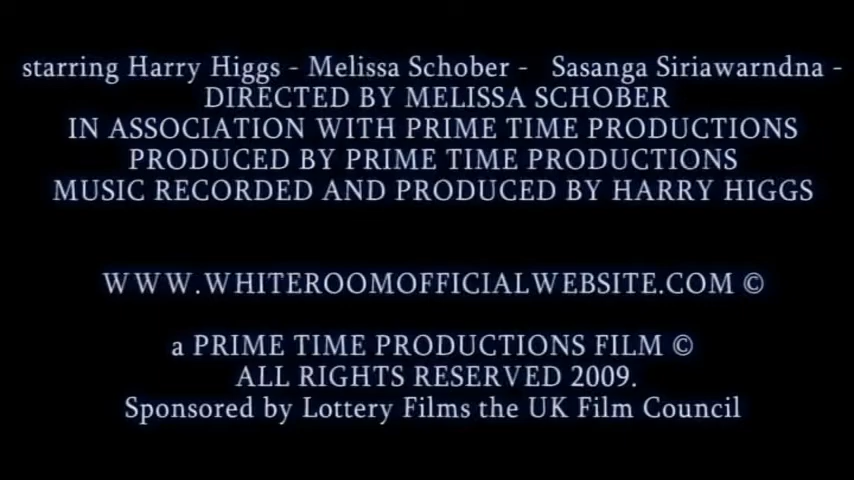 starring Harry Higgs - Melissa Schober - Sasanga Siriawarndna -
DIRECTED BY MELISSA SCHOBER
IN ASSOCIATION WITH PRIME TIME PRODUCTIONS
PRODUCED BY PRIME TIME PRODUCTIONS
MUSIC RECORDED AND PRODUCED BY HARRY HIGGS
WWW.WHITEROOMOFFICIALWEBSITE.COM ©
a PRIME TIME PRODUCTIONS FILM ©
ALL RIGHTS RESERVED 2009.
Sponsored by Lottery Films the UK Film Council